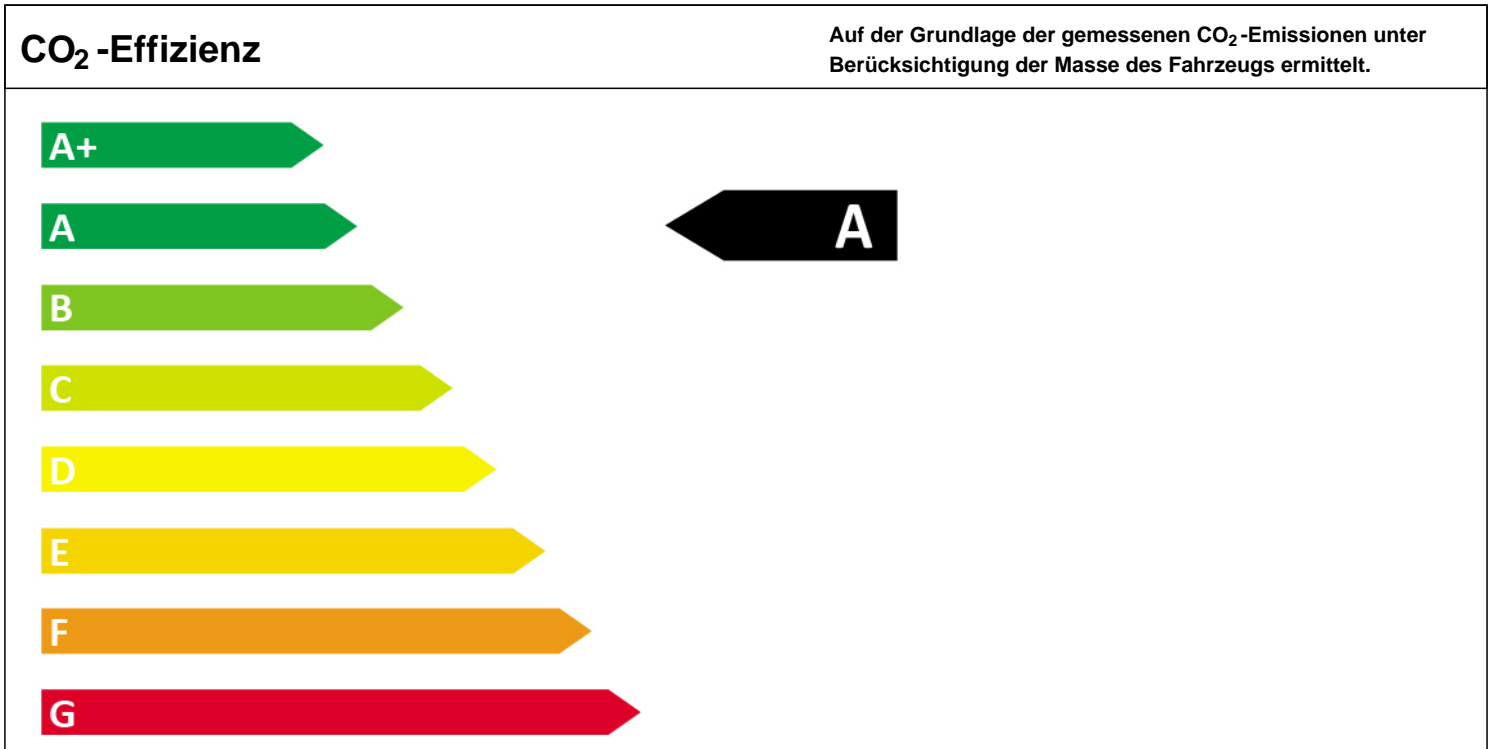 CO₂-Effizienz
Auf der Grundlage der gemessenen CO₂-Emissionen unter
Berücksichtigung der Masse des Fahrzeugs ermittelt.
A+
A
A
B
C
D
E
F
G